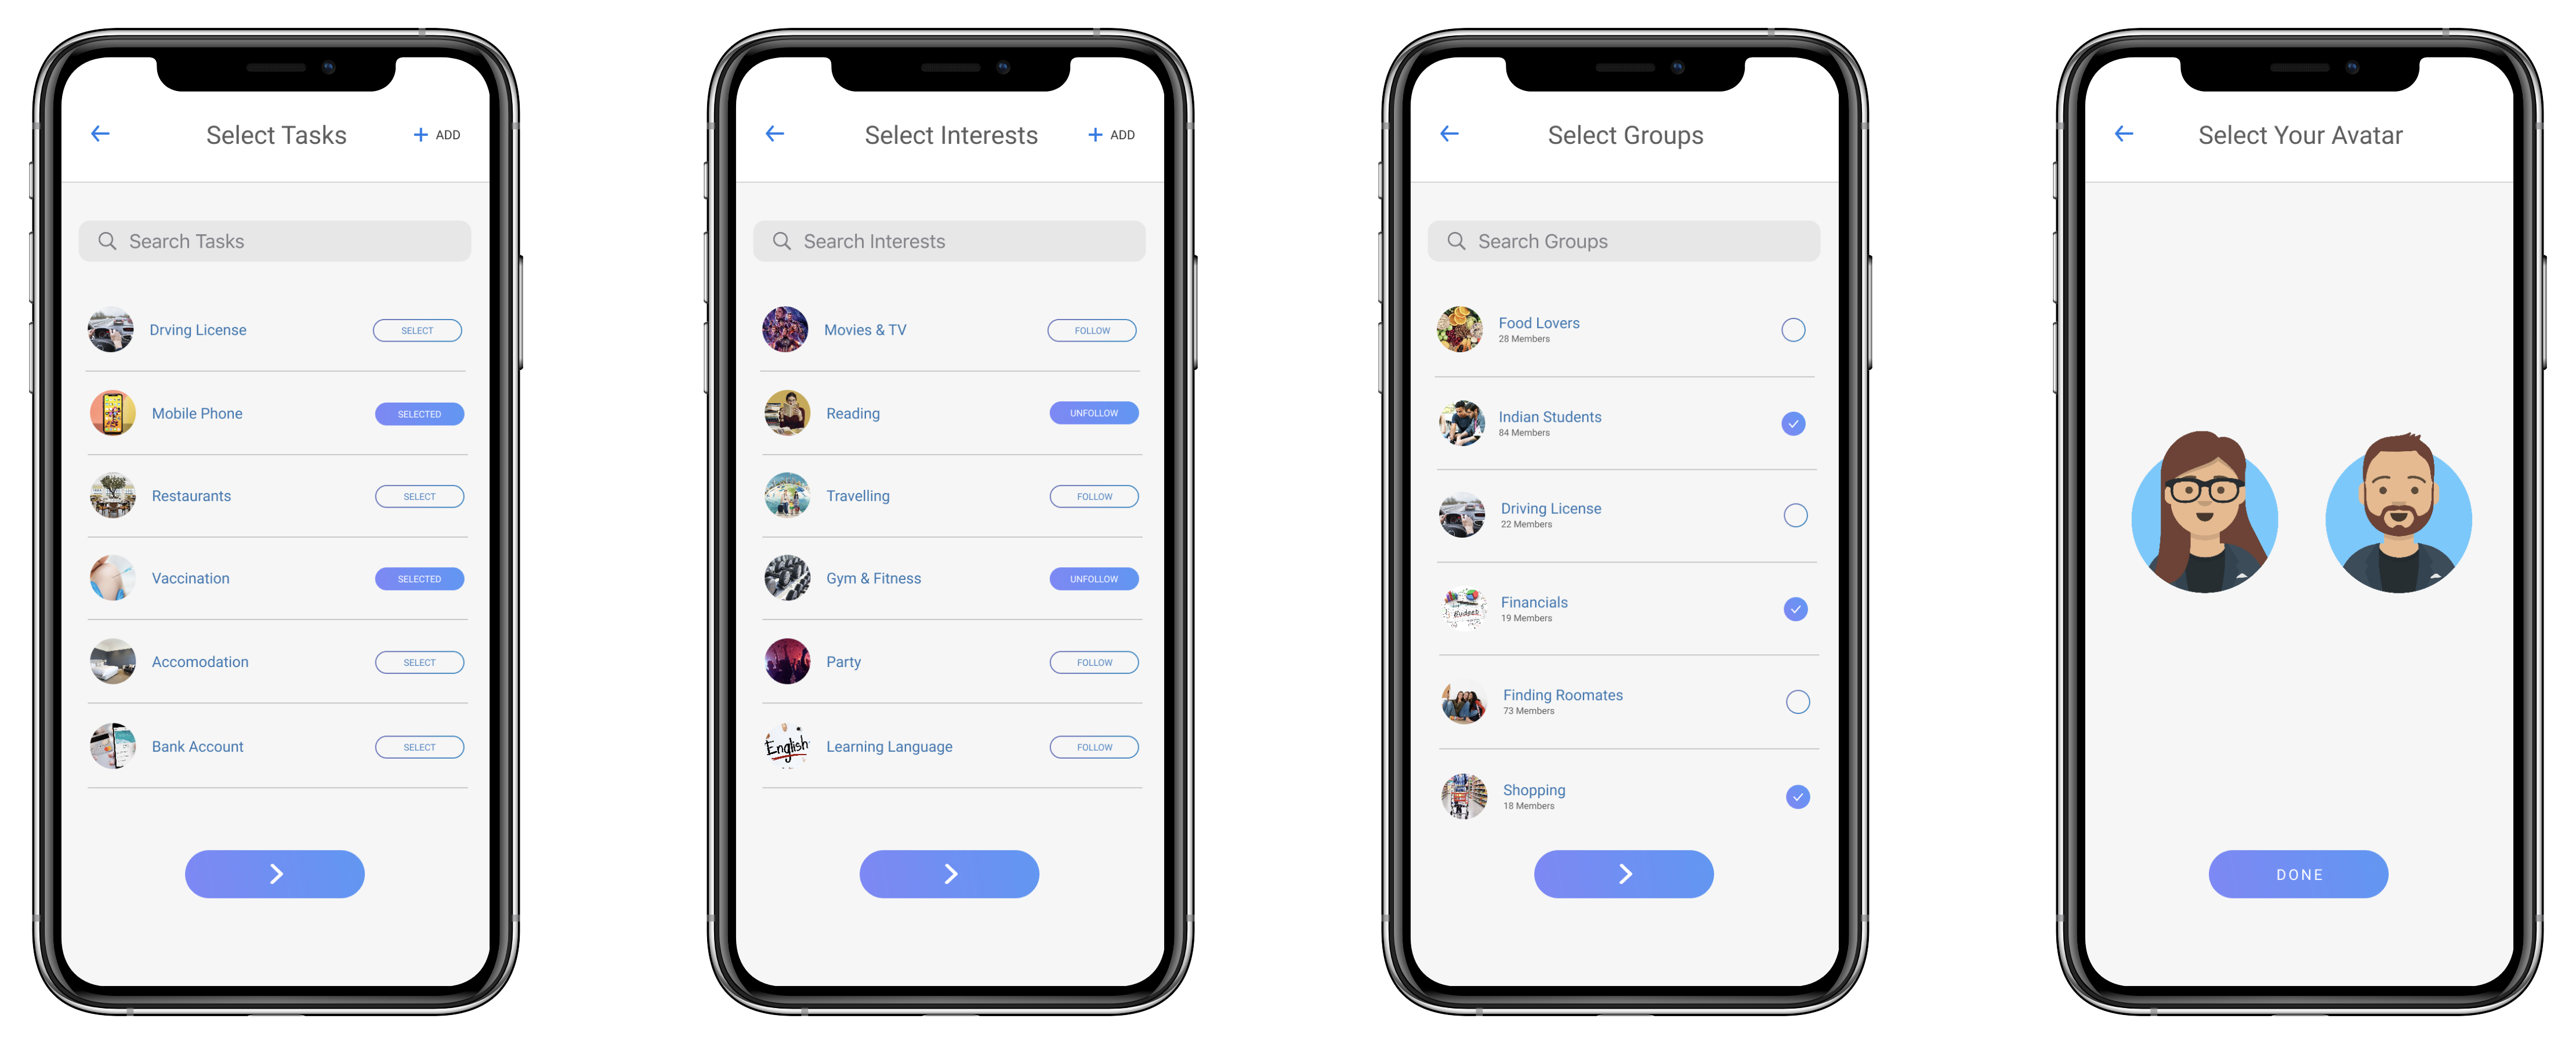 Select Tasks
+ ADD
Search Tasks
Drving License
SELECT
Mobile Phone
SELECTED
Restaurants
SELECT
Vaccination
SELECTED
Accomodation
SELECT
Bank Account
SELECT
Select Interests
+ ADD
Search Interests
Movies & TV
FOLLOW
Reading
UNFOLLOW
Travelling
FOLLOW
Gym & Fitness
UNFOLLOW
Party
FOLLOW
English
Learning Language
FOLLOW
Select Groups
Search Groups
Food Lovers
28 Members
Indian Students
84 Members
Driving License
22 Members
Budget
Financials
19 Members
Finding Roomates
73 Members
Shopping
18 Members
Select Your Avatar
DONE